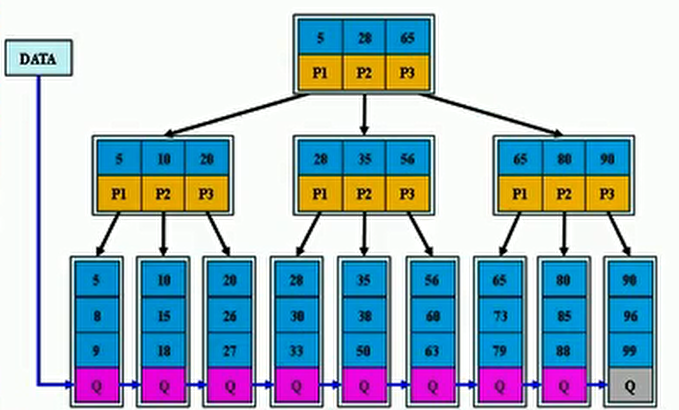 5 28 65
P1 P2 P3
DATA
5 10 20
P1 P2 P3
28 35 56
P1 P2 P3
65 80 90
P1 P2 P3
5 10 20 28 35 56 65 80 90
8 15 26 30 38 60 73 85 96
9 18 27 33 50 63 79 88 99
Q Q Q Q Q Q Q Q Q